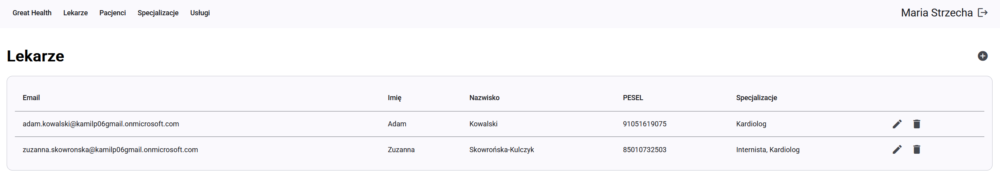 Great Health Lekarze Pacjenci Specjalizacje Usługi Maria Strzecha
Lekarze
Email Imię Nazwisko PESEL Specjalizacje
adam.kowalski@kamilp06gmail.onmicrosoft.com Adam Kowalski 91051619075 Kardiolog
zuzanna.skowronska@kamilp06gmail.onmicrosoft.com Zuzanna Skowrońska-Kulczyk 85010732503 Internista, Kardiolog